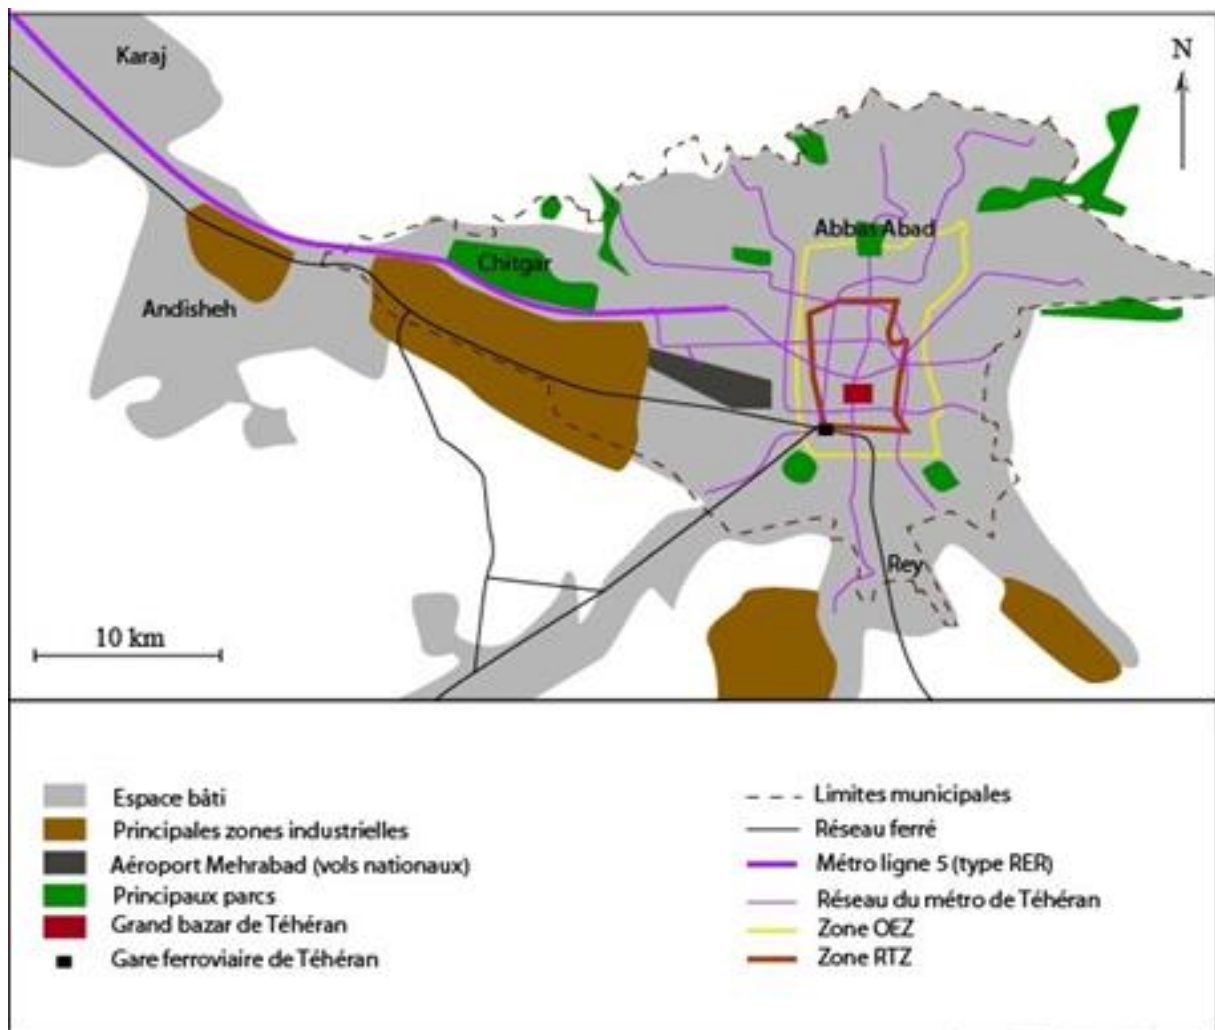 Karaj
N
Abbas Abad
Chitgar
Andisheh
Rey
10 km
Espace bâti
Principales zones industrielles
Aéroport Mehrabad (vols nationaux)
Principaux parcs
Grand bazar de Téhéran
Gare ferroviaire de Téhéran
Limites municipales
Réseau ferré
Métro ligne 5 (type RER)
Réseau du métro de Téhéran
Zone OEZ
Zone RTZ